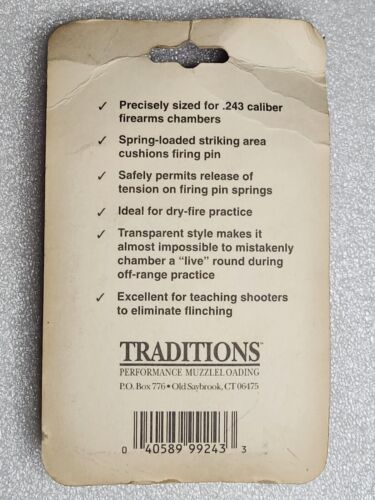 ✓ Precisely sized for .243 caliber
firearms chambers
✓ Spring-loaded striking area
cushions firing pin
✓ Safely permits release of
tension on firing pin springs
✓ Ideal for dry-fire practice
✓ Transparent style makes it
almost impossible to mistakenly
chamber a “live” round during
off-range practice
✓ Excellent for teaching shooters
to eliminate flinching
TRADITIONS™
PERFORMANCE MUZZLELOADING
P.O. Box 776 • Old Saybrook, CT 06475
0 40589 99243 3